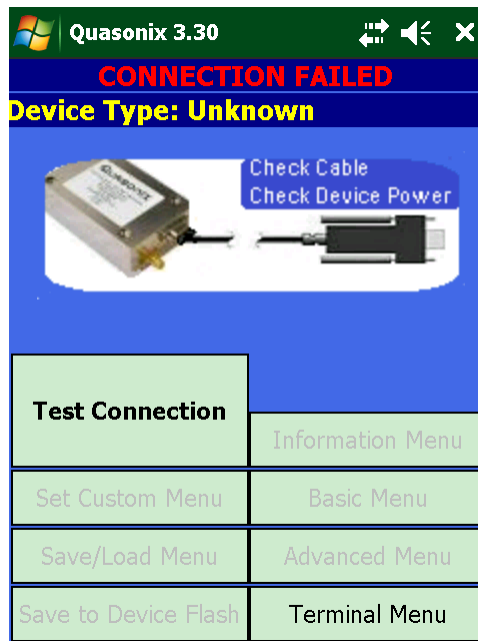 Quasonix 3.30
CONNECTION FAILED
Device Type: Unknown
QUASONIX
Check Cable
Check Device Power
Test Connection
Information Menu
Set Custom Menu
Basic Menu
Save/Load Menu
Advanced Menu
Save to Device Flash
Terminal Menu